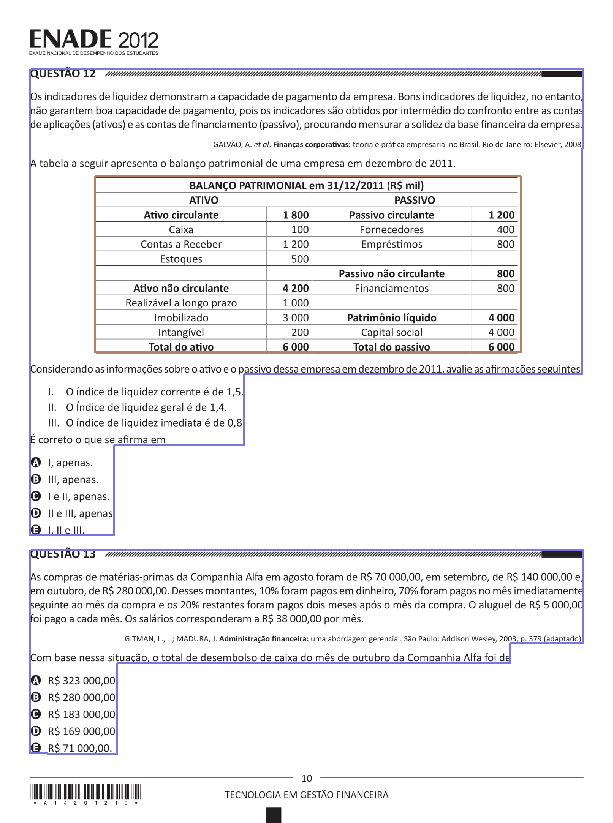 ENADE 2012
EXAME NACIONAL DE DESEMPENHO DOS ESTUDANTES
QUESTÃO 12
Os indicadores de liquidez demonstram a capacidade de pagamento da empresa. Bons indicadores de liquidez, no entanto,
não garantem boa capacidade de pagamento, pois os indicadores são obtidos por intermédio do confronto entre as contas
de aplicações (ativos) e as contas de financiamento (passivo), procurando mensurar a solidez da base financeira da empresa.
GALVÃO, A. et al. Finanças corporativas: teoria e prática empresarial no Brasil. Rio de Janeiro: Elsevier, 2008
A tabela a seguir apresenta o balanço patrimonial de uma empresa em dezembro de 2011.
BALANÇO PATRIMONIAL em 31/12/2011 (R$ mil)
ATIVO PASSIVO
Ativo circulante 1 800 Passivo circulante 1 200
Caixa 100 Fornecedores 400
Contas a Receber 1 200 Empréstimos 800
Estoques 500
Passivo não circulante 800
Ativo não circulante 4 200 Financiamentos 800
Realizável a longo prazo 1 000
Imobilizado 3 000 Patrimônio líquido 4 000
Intangível 200 Capital social 4 000
Total do ativo 6 000 Total do passivo 6 000
Considerando as informações sobre o ativo e o passivo dessa empresa em dezembro de 2011, avalie as afirmações seguintes
I. O índice de liquidez corrente é de 1,5.
II. O Índice de liquidez geral é de 1,4.
III. O índice de liquidez imediata é de 0,8
É correto o que se afirma em
A I, apenas.
B III, apenas.
C I e II, apenas.
D II e III, apenas
E I, II e III.
QUESTÃO 13
As compras de matérias-primas da Companhia Alfa em agosto foram de R$ 70 000,00, em setembro, de R$ 140 000,00 e,
em outubro, de R$ 280 000,00. Desses montantes, 10% foram pagos em dinheiro, 70% foram pagos no mês imediatamente
seguinte ao mês da compra e os 20% restantes foram pagos dois meses após o mês da compra. O aluguel de R$ 5 000,00
foi pago a cada mês. Os salários corresponderam a R$ 38 000,00 por mês.
GITMAN, L., J.; MADURA, J. Administração financeira: uma abordagem gerencial. São Paulo: Addison Wesley, 2003, p. 579 (adaptado)
Com base nessa situação, o total de desembolso de caixa do mês de outubro da Companhia Alfa foi de
A R$ 323 000,00
B R$ 280 000,00
C R$ 183 000,00
D R$ 169 000,00
E R$ 71 000,00.
10
TECNOLOGIA EM GESTÃO FINANCEIRA